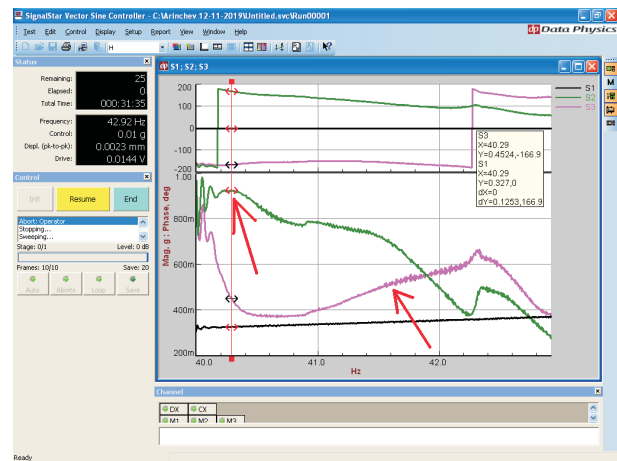 SignalStar Vector Sine Controller - C:\Arinchev 12-11-2019\Untitled.svc\Run00001
Test Edit Control Display Setup Report View Window Help
dp Data Physics
H
Status
Remaining: 25
Elapsed: 0
Total Time: 000:31:35
Frequency: 42.92 Hz
Control: 0.01 g
Displ. (pk-to-pk): 0.0023 mm
Drive: 0.0144 V
Control
Init Resume End
Abort: Operator
Stopping...
Sweeping...
Stage: 0/1 Level: 0 dB
Frames: 10/10 Save: 20
Auto Aborts Loop Save
S1; S2; S3
200
100
0
-100
-200
1.00
800m
600m
400m
200m
Mag, g ; Phase, deg
40.0 41.0 42.0
Hz
S1
S2
S3
S3
X=40.29
Y=0.4524,-166.9
S1
X=40.29
Y=0.327,0
dX=0
dY=0.1253,166.9
M
Channel
DX CX
M1 M2 M3
Ready